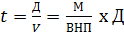 t = Д/V = М/ВНП х Д